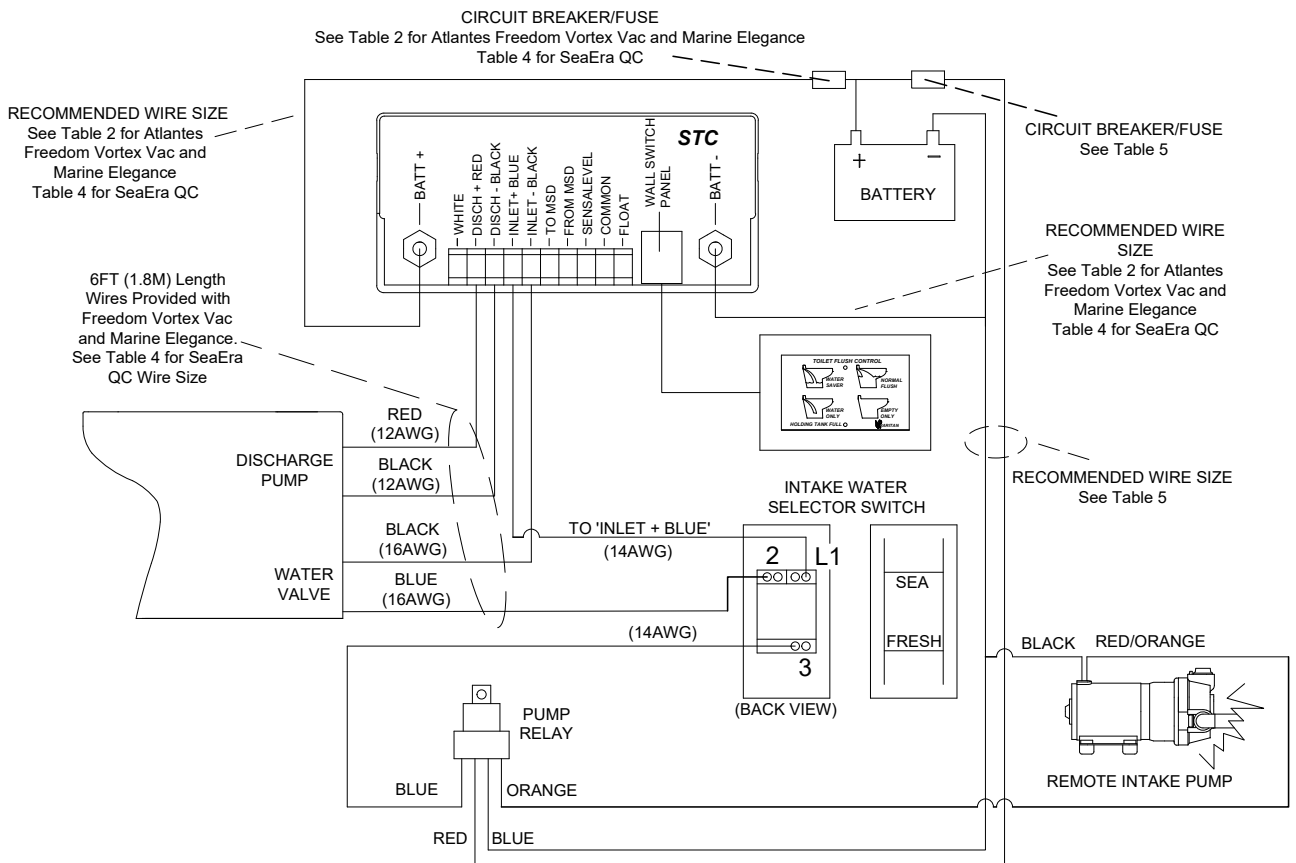 CIRCUIT BREAKER/FUSE
See Table 2 for Atlantes Freedom Vortex Vac and Marine Elegance
Table 4 for SeaEra QC
RECOMMENDED WIRE SIZE
See Table 2 for Atlantes
Freedom Vortex Vac and
Marine Elegance
Table 4 for SeaEra QC
STC
BATT +
WHITE
DISCH + RED
DISCH - BLACK
INLET+ BLUE
INLET - BLACK
TO MSD
FROM MSD
SENSALEVEL
COMMON
FLOAT
WALL SWITCH
PANEL
BATT -
+
−
BATTERY
CIRCUIT BREAKER/FUSE
See Table 5
RECOMMENDED WIRE
SIZE
See Table 2 for Atlantes
Freedom Vortex Vac and
Marine Elegance
Table 4 for SeaEra QC
6FT (1.8M) Length
Wires Provided with
Freedom Vortex Vac
and Marine Elegance.
See Table 4 for SeaEra
QC Wire Size
TOILET FLUSH CONTROL
WATER
SAVER
NORMAL
FLUSH
WATER
ONLY
EMPTY
ONLY
HOLDING TANK FULL
RARITAN
RECOMMENDED WIRE SIZE
See Table 5
DISCHARGE
PUMP
RED
(12AWG)
BLACK
(12AWG)
BLACK
(16AWG)
WATER
VALVE
BLUE
(16AWG)
TO 'INLET + BLUE'
(14AWG)
INTAKE WATER
SELECTOR SWITCH
2
L1
3
(BACK VIEW)
SEA
FRESH
(14AWG)
PUMP
RELAY
BLUE
ORANGE
RED
BLUE
BLACK
RED/ORANGE
REMOTE INTAKE PUMP